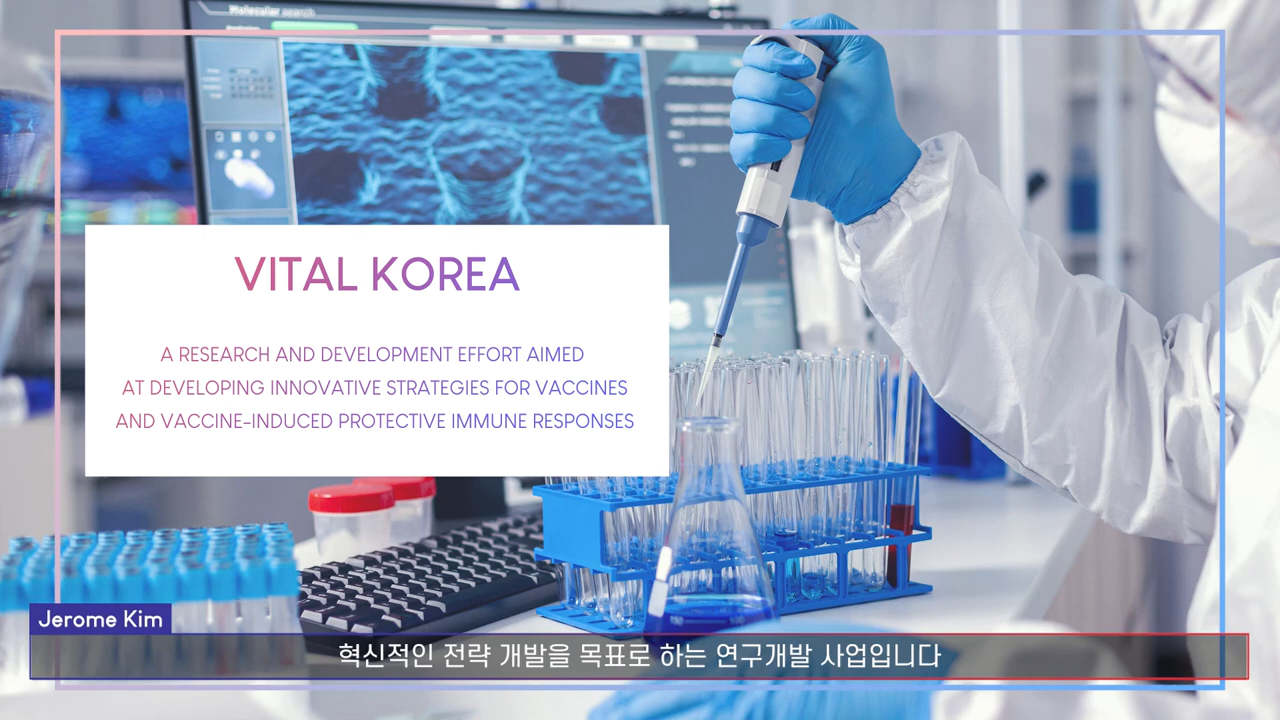 Molecular search
VITAL KOREA
A RESEARCH AND DEVELOPMENT EFFORT AIMED
AT DEVELOPING INNOVATIVE STRATEGIES FOR VACCINES
AND VACCINE-INDUCED PROTECTIVE IMMUNE RESPONSES
Jerome Kim
혁신적인 전략 개발을 목표로 하는 연구개발 사업입니다